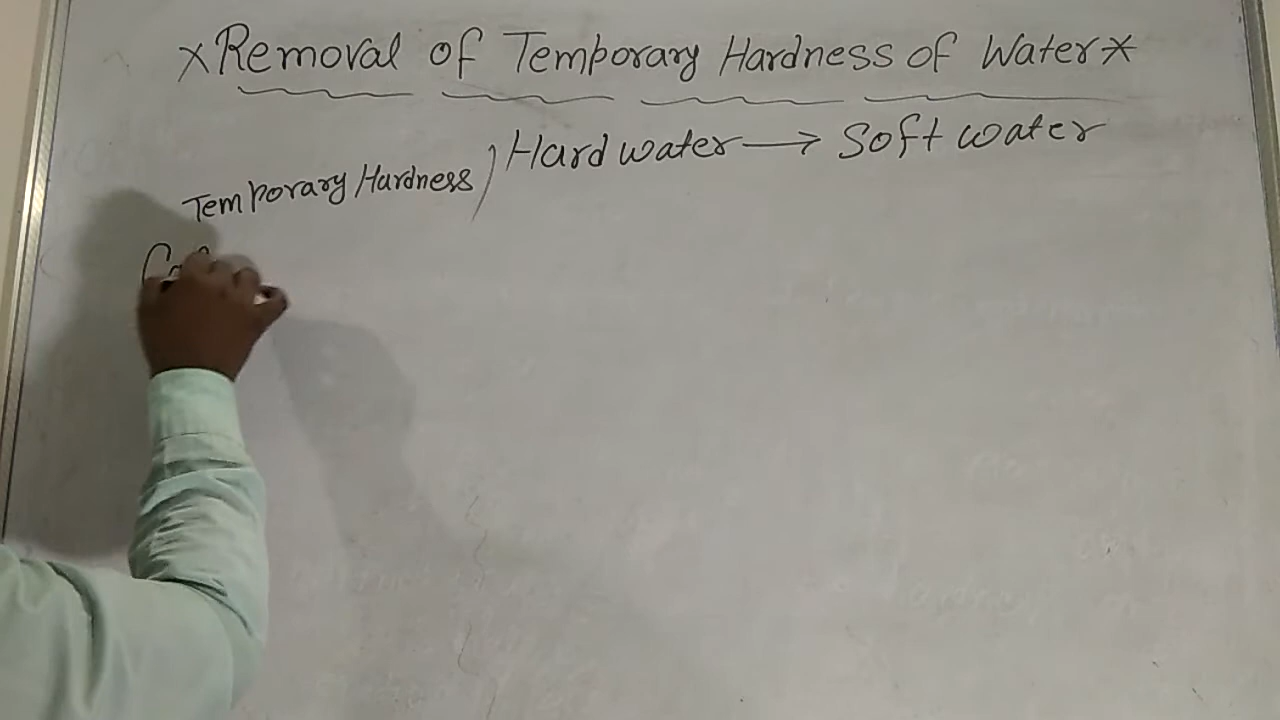 *Removal of Temporary Hardness of Water*
Hard water → Soft water
Temporary Hardness